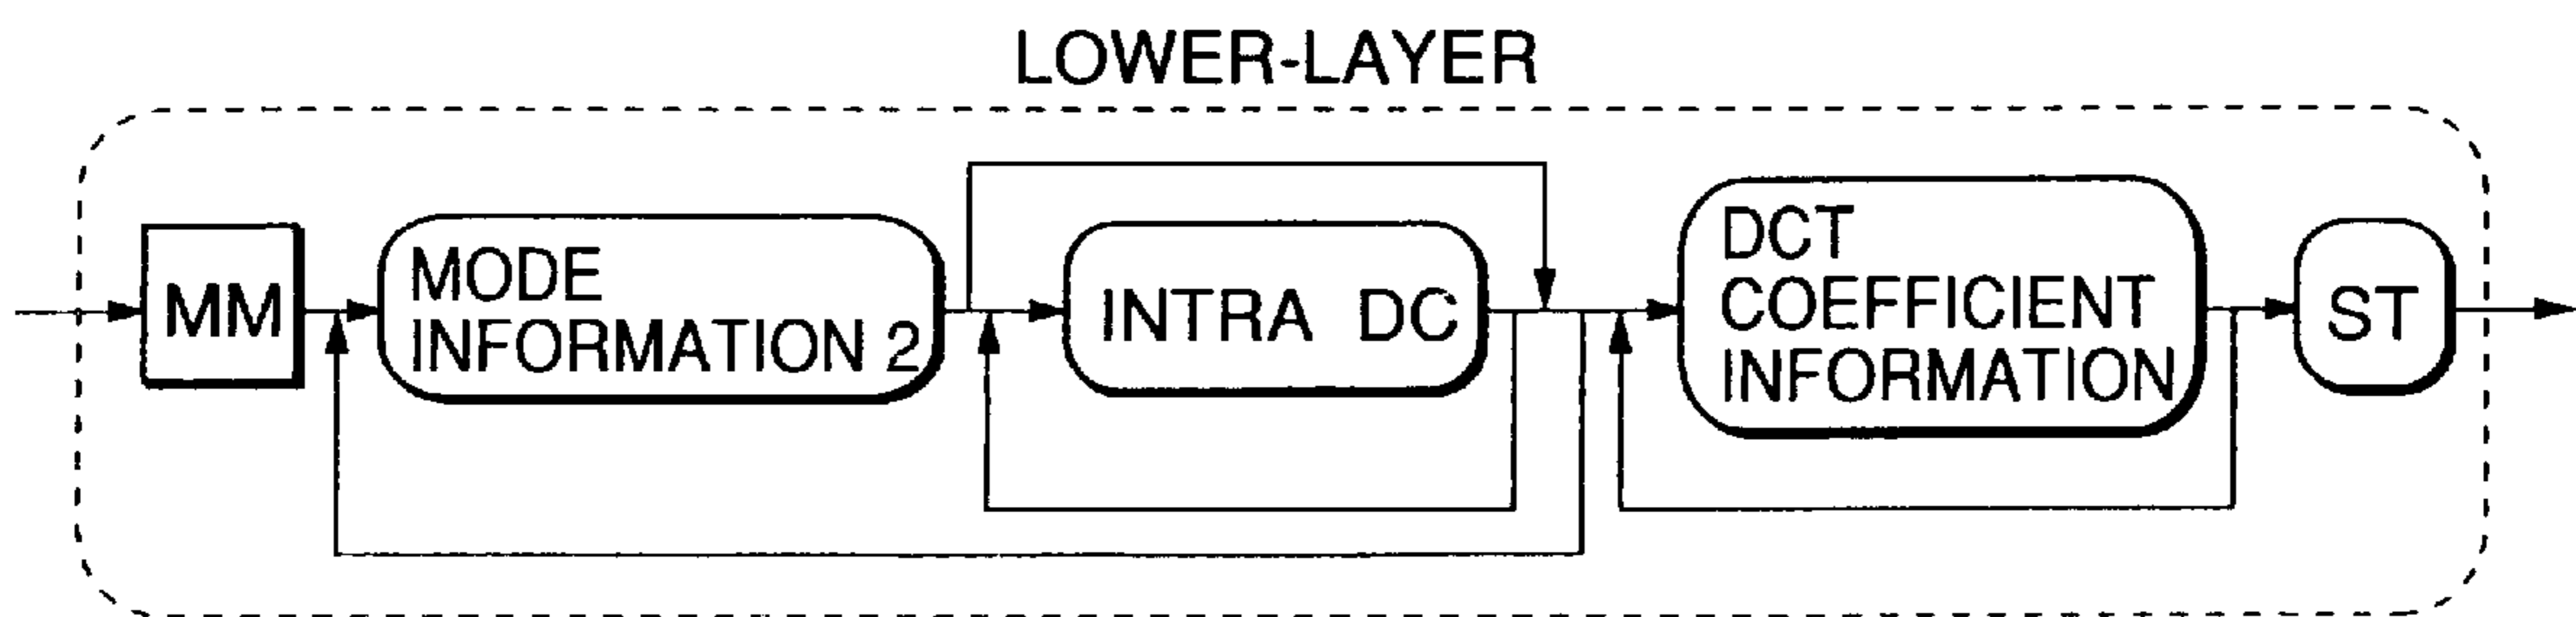 LOWER-LAYER
MM
MODE
INFORMATION 2
INTRA DC
DCT
COEFFICIENT
INFORMATION
ST